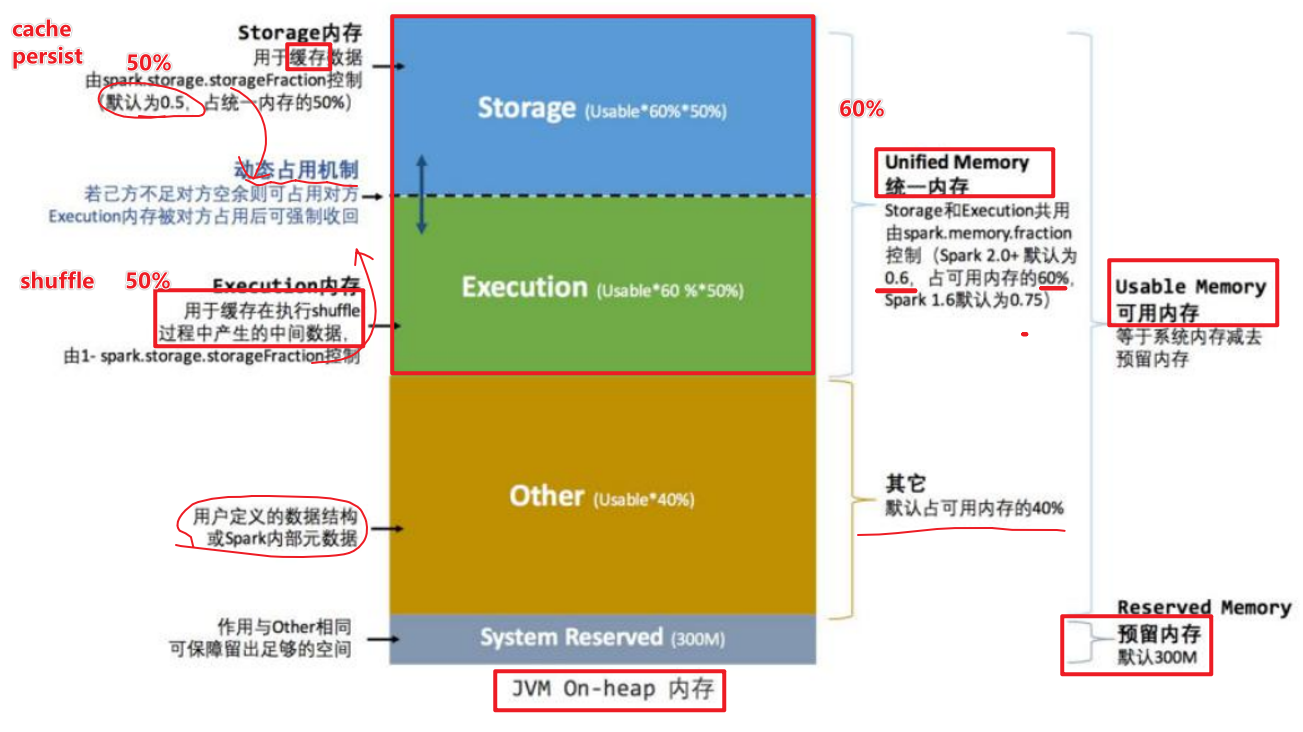 cache
persist
Storage内存
用于缓存数据
50%
由spark.storage.storageFraction控制
（默认为0.5，占统一内存的50%）
动态占用机制
若己方不足对方空余则可占用对方
Execution内存被对方占用后可强制收回
shuffle 50%
Execution内存
用于缓存在执行shuffle
过程中产生的中间数据，
由1- spark.storage.storageFraction控制
用户定义的数据结构
或Spark内部元数据
作用与Other相同
可保障留出足够的空间
Storage (Usable*60%*50%)
Execution (Usable*60 %*50%)
Other (Usable*40%)
System Reserved (300M)
JVM On-heap 内存
60%
Unified Memory
统一内存
Storage和Execution共用
由spark.memory.fraction
控制（Spark 2.0+ 默认为
0.6，占可用内存的60%，
Spark 1.6默认为0.75）
其它
默认占可用内存的40%
Usable Memory
可用内存
等于系统内存减去
预留内存
Reserved Memory
预留内存
默认300M